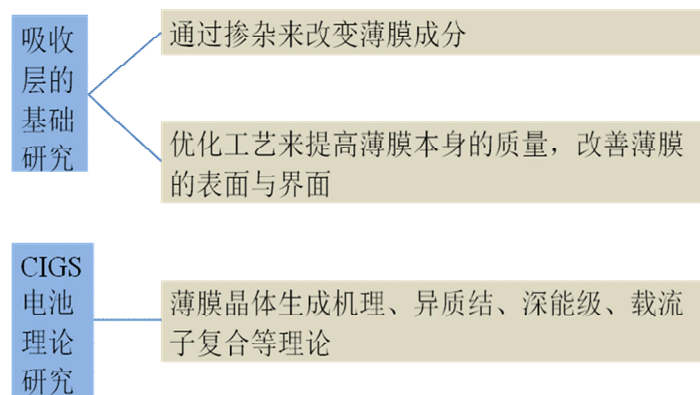 吸收
层的
基础
研究
通过掺杂来改变薄膜成分
优化工艺来提高薄膜本身的质量，改善薄膜
的表面与界面
CIGS
电池
理论
研究
薄膜晶体生成机理、异质结、深能级、载流
子复合等理论